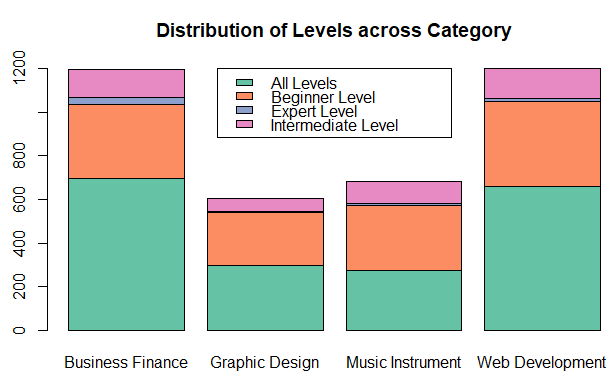 Distribution of Levels across Category
1200
800
600
400
200
0
All Levels
Beginner Level
Expert Level
Intermediate Level
Business Finance
Graphic Design
Music Instrument
Web Development